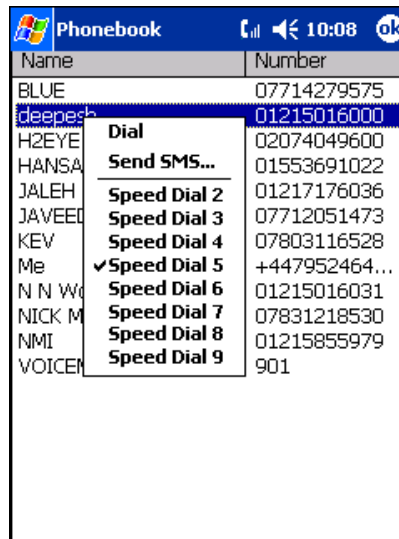 Phonebook 10:08 ok
Name Number
BLUE 07714279575
deepesh 01215016000
H2EYE 02074049600
HANSA 01553691022
JALEH 01217176036
JAVEED 07712051473
KEV 07803116528
Me +447952464...
N N 01215016031
NICK M 07831218530
NMI 01215855979
VOICEM 901
Dial
Send SMS...
Speed Dial 2
Speed Dial 3
Speed Dial 4
Speed Dial 5
Speed Dial 6
Speed Dial 7
Speed Dial 8
Speed Dial 9